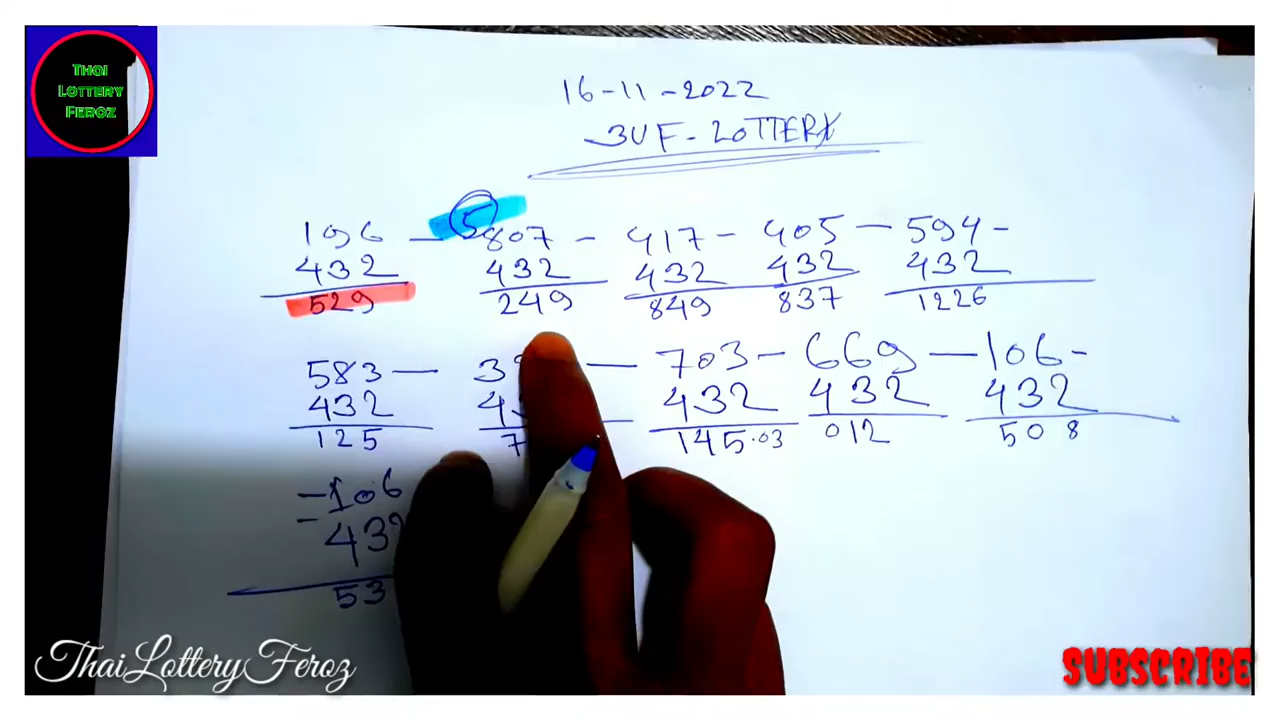 THAI
LOTTERY
FEROZ
16-11-2022
3UF-LOTTERY
5
196 — 807 - 417 - 405 — 594 -
432 432 432 432 432
529 249 849 837 1226
583 — — 703 - 669 — 106 -
432 432 432 432
125 145.03 012 508
-106
-
53
ThaiLotteryFeroz
SUBSCRIBE